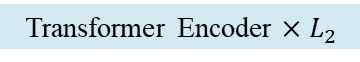 Transformer Encoder × L₂